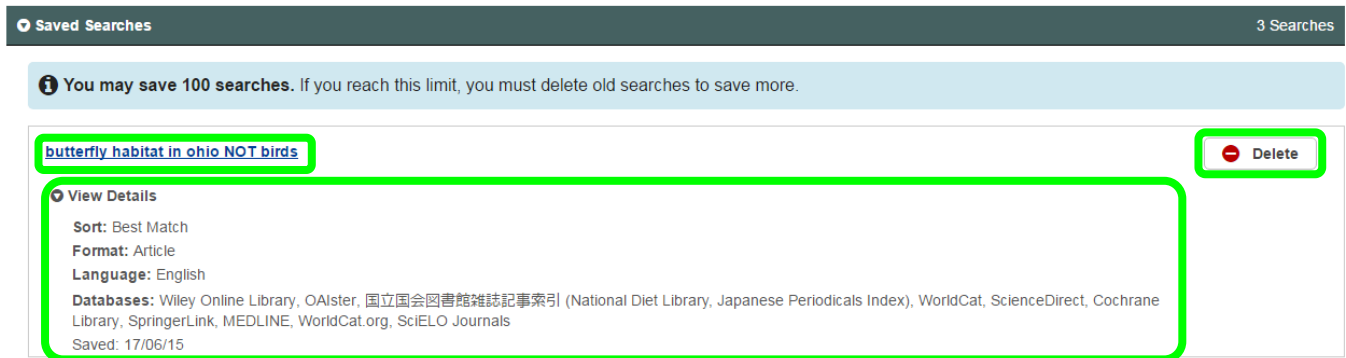 Saved Searches 3 Searches
You may save 100 searches. If you reach this limit, you must delete old searches to save more.
butterfly habitat in ohio NOT birds Delete
View Details
Sort: Best Match
Format: Article
Language: English
Databases: Wiley Online Library, OAIster, 国立国会図書館雑誌記事索引 (National Diet Library, Japanese Periodicals Index), WorldCat, ScienceDirect, Cochrane
Library, SpringerLink, MEDLINE, WorldCat.org, SciELO Journals
Saved: 17/06/15